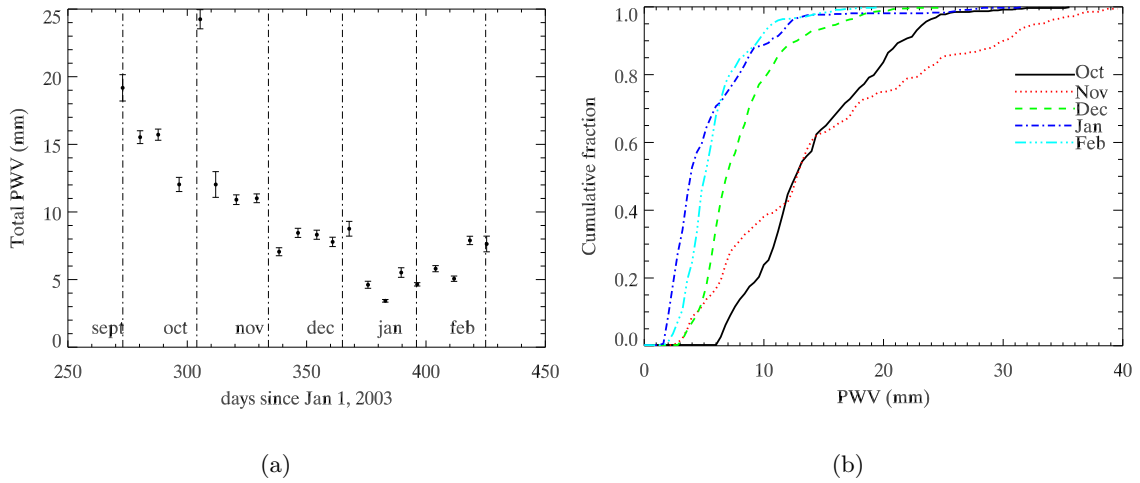 25
20
15
10
5
0
Total PWV (mm)
sept oct nov dec jan feb
250 300 350 400 450
days since Jan 1, 2003
(a)
1.0
0.8
0.6
0.4
0.2
0.0
Cumulative fraction
Oct
Nov
Dec
Jan
Feb
0 10 20 30 40
PWV (mm)
(b)